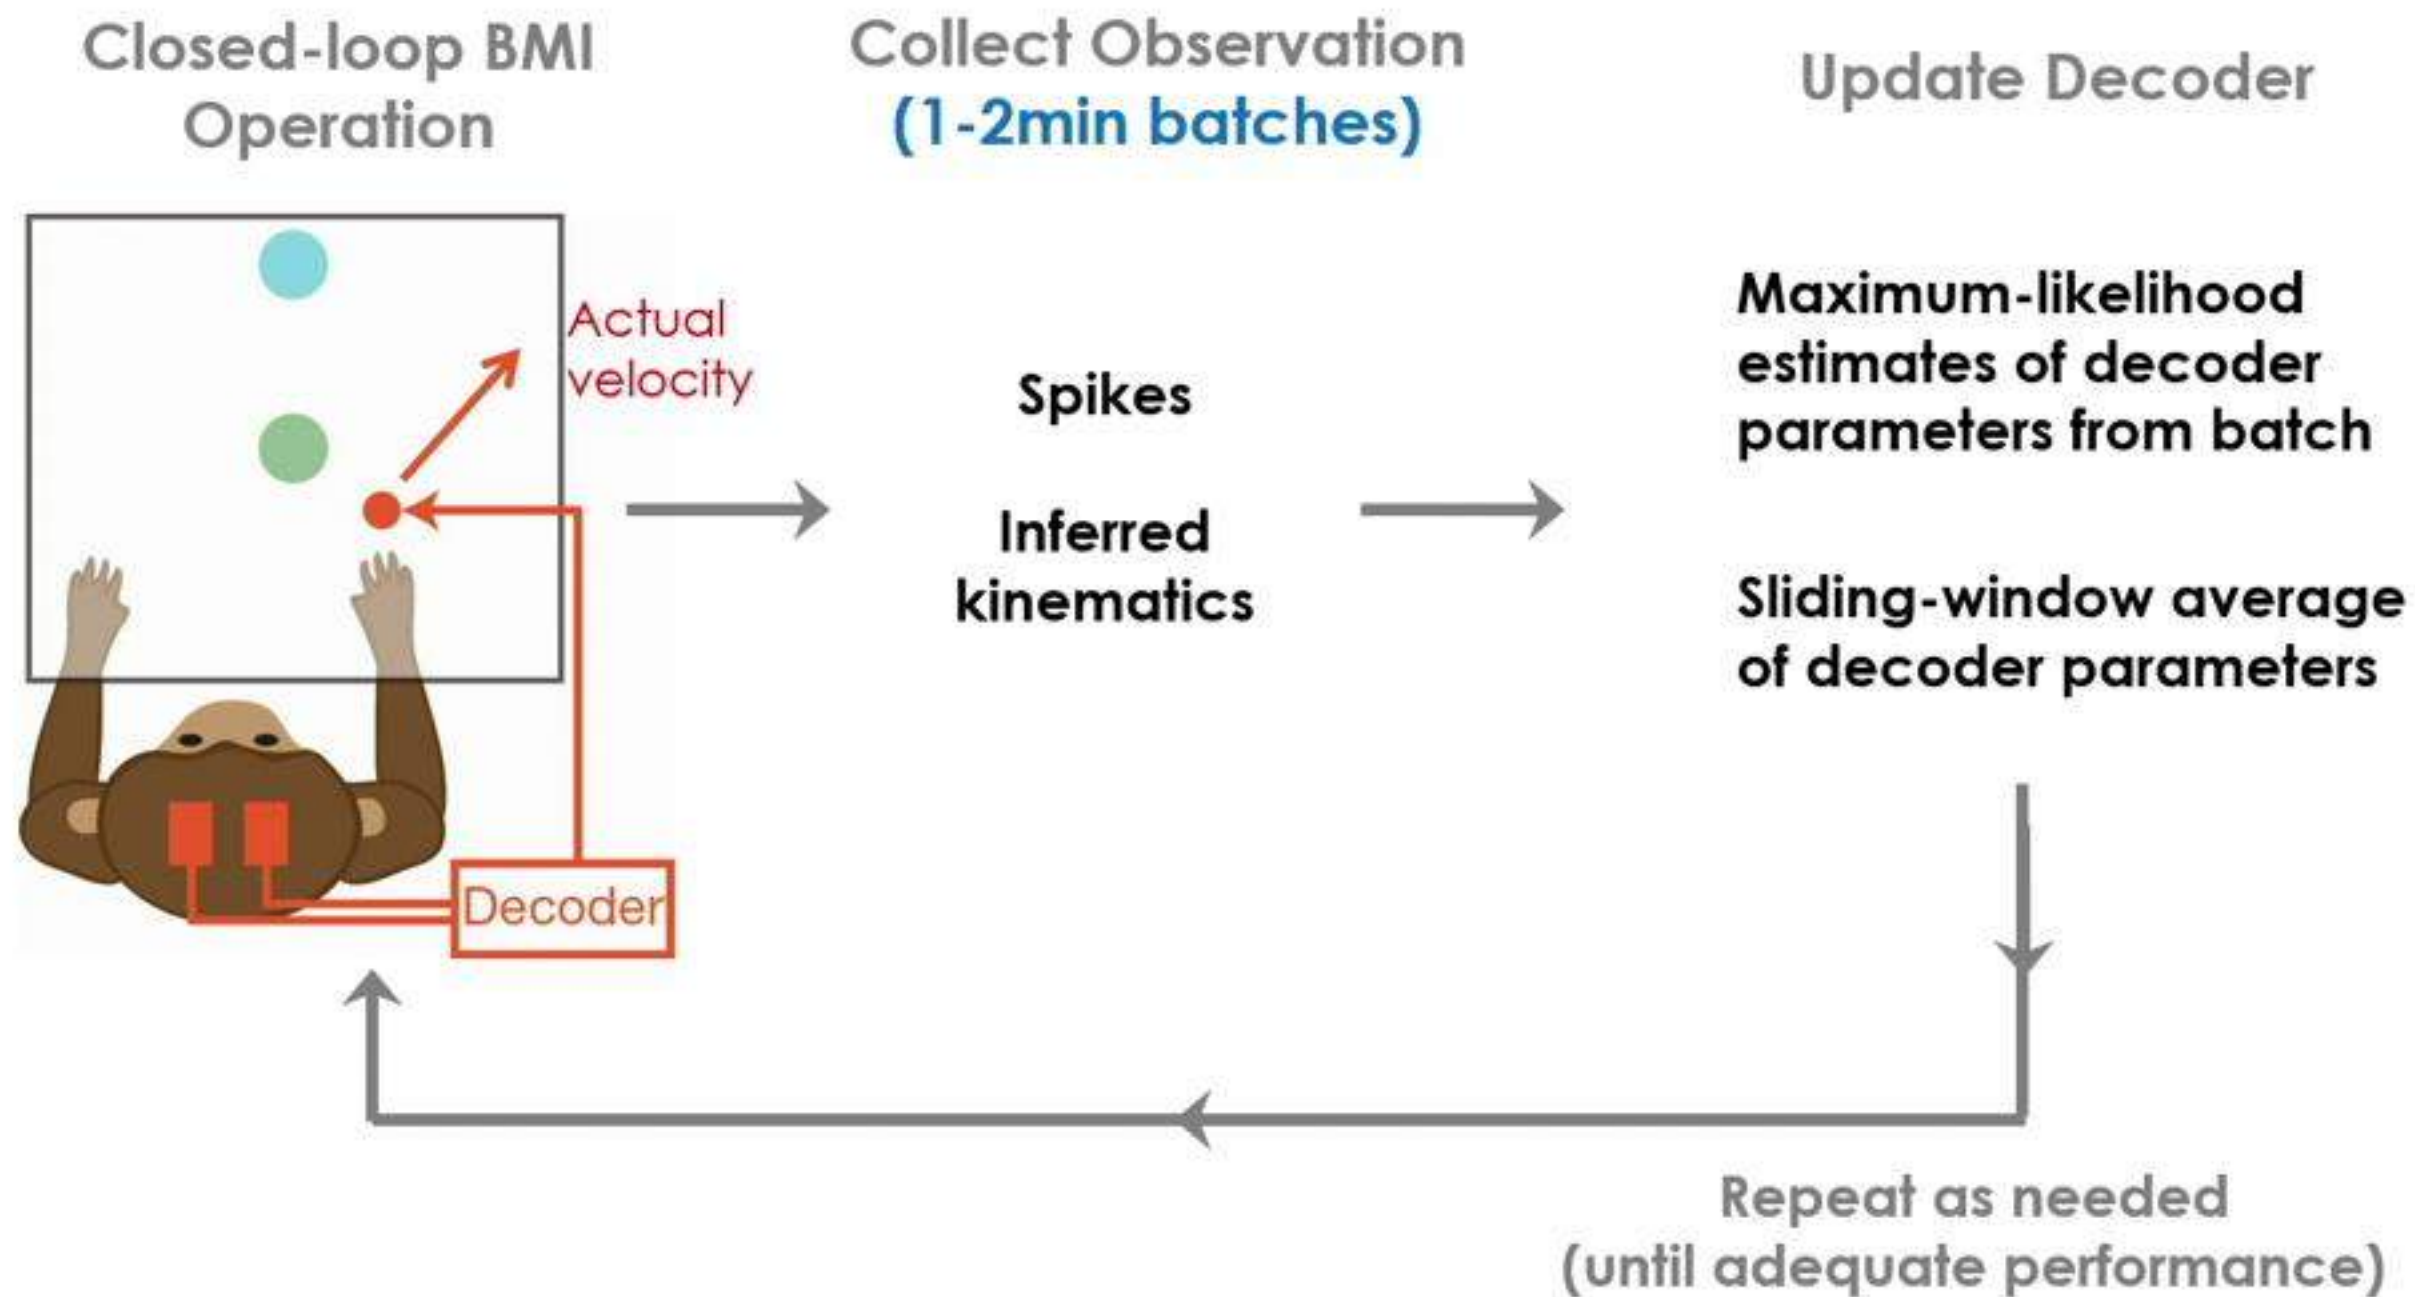 Closed-loop BMI
Operation
Collect Observation
(1-2min batches)
Update Decoder
Actual
velocity
Decoder
Spikes
Inferred
kinematics
Maximum-likelihood
estimates of decoder
parameters from batch
Sliding-window average
of decoder parameters
Repeat as needed
(until adequate performance)